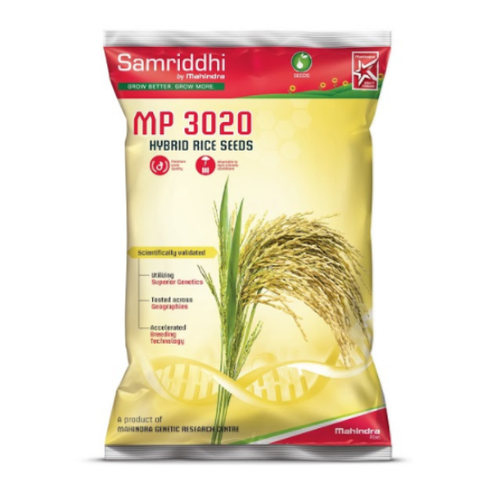 Samriddhi
by Mahindra
GROW BETTER. GROW MORE.
SEEDS
MP 3020
HYBRID RICE SEEDS
Scientifically validated
Utilizing
Superior Genetics
Tested across
Geographies
Accelerated
Breeding
Technology
A product of
MAHINDRA GENETIC RESEARCH CENTRE
Mahindra